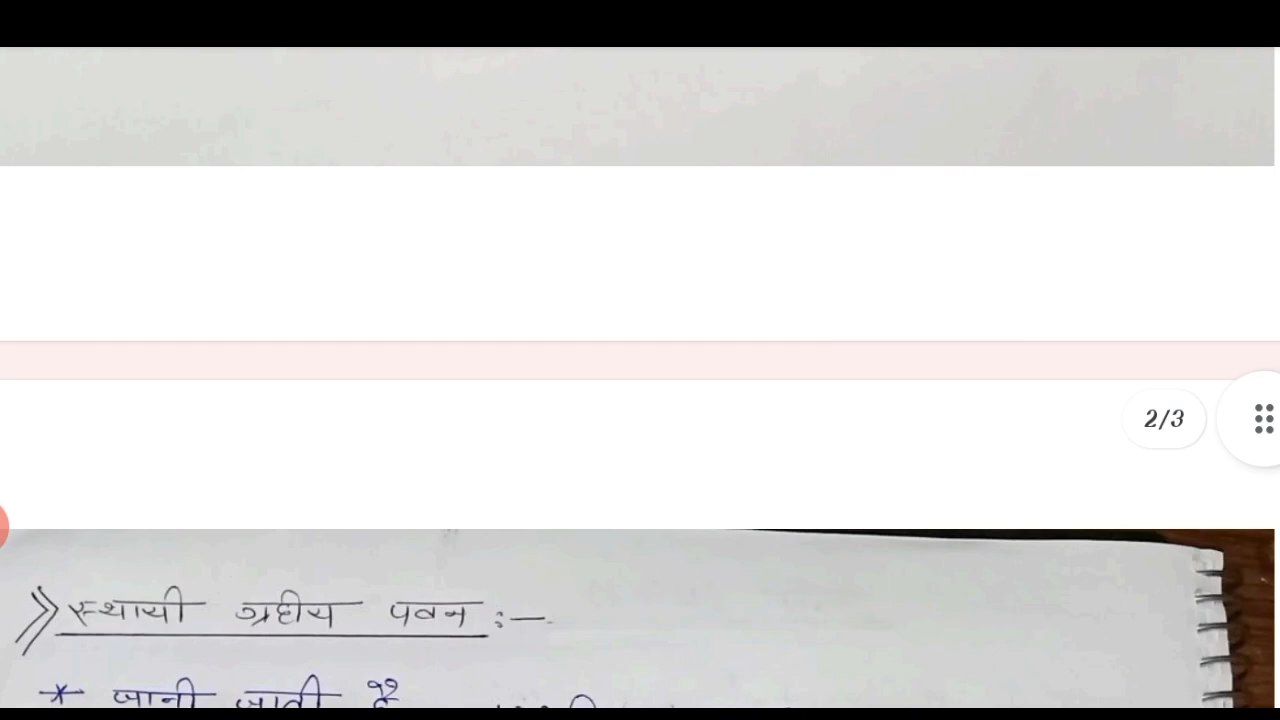 2/3
>> स्थायी ग्रहीय पवन :—
* जानी जाती है